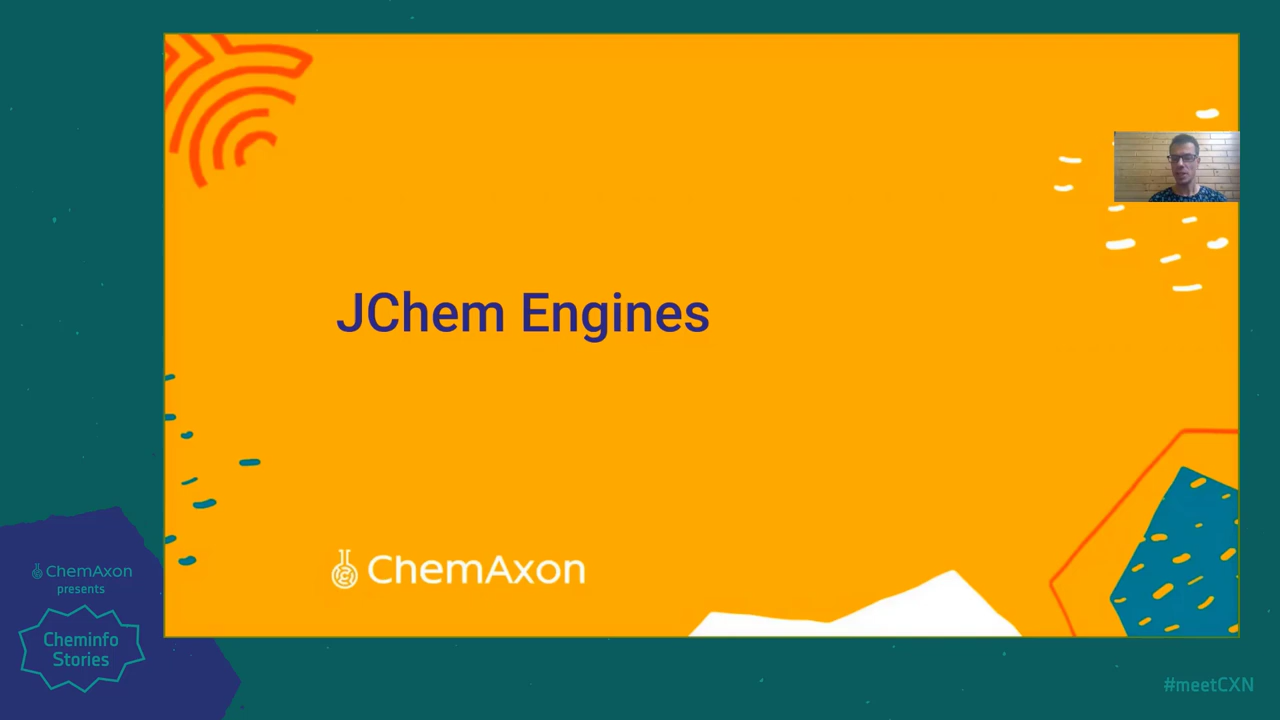 JChem Engines
ChemAxon
ChemAxon
presents
Cheminfo
Stories
#meetCXN